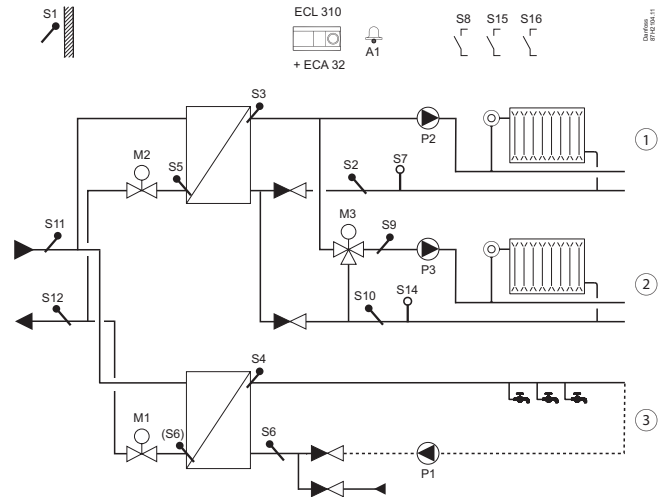 S1
ECL 310
+ ECA 32
A1
S8 S15 S16
Danfoss
87H2104.11
S3
P2
1
M2
S5
S2
S7
S11
M3
S9
P3
2
S12
S10
S14
S4
3
M1
(S6)
S6
P1